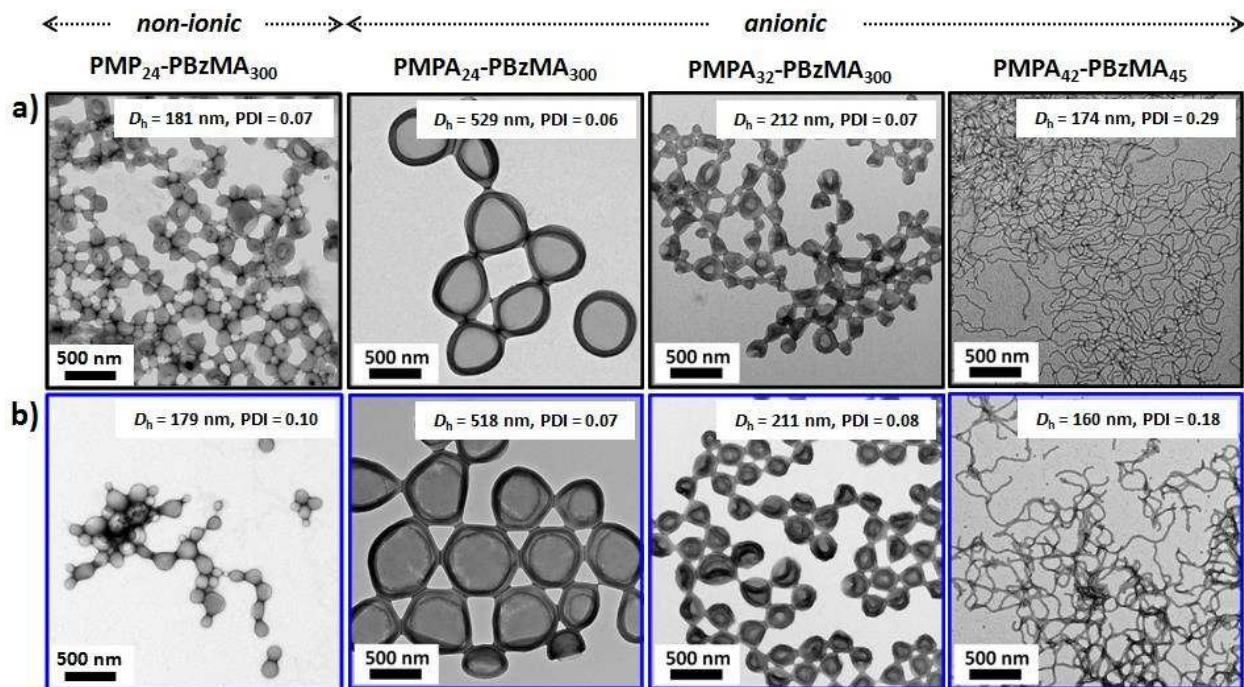 non-ionic anionic
PMP24-PBzMA300 PMPA24-PBzMA300 PMPA32-PBzMA300 PMPA42-PBzMA45
a) Dh = 181 nm, PDI = 0.07 Dh = 529 nm, PDI = 0.06 Dh = 212 nm, PDI = 0.07 Dh = 174 nm, PDI = 0.29
500 nm 500 nm 500 nm 500 nm
b) Dh = 179 nm, PDI = 0.10 Dh = 518 nm, PDI = 0.07 Dh = 211 nm, PDI = 0.08 Dh = 160 nm, PDI = 0.18
500 nm 500 nm 500 nm 500 nm